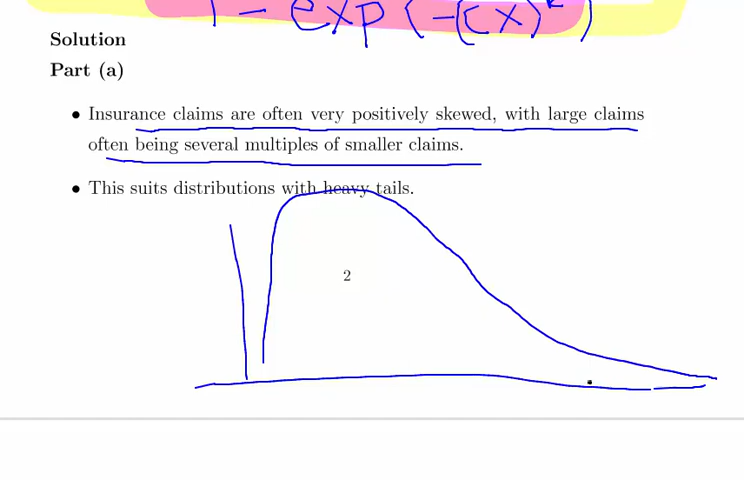 1 - exp(-(cx)^k)
Solution
Part (a)
• Insurance claims are often very positively skewed, with large claims
often being several multiples of smaller claims.
• This suits distributions with heavy tails.
2